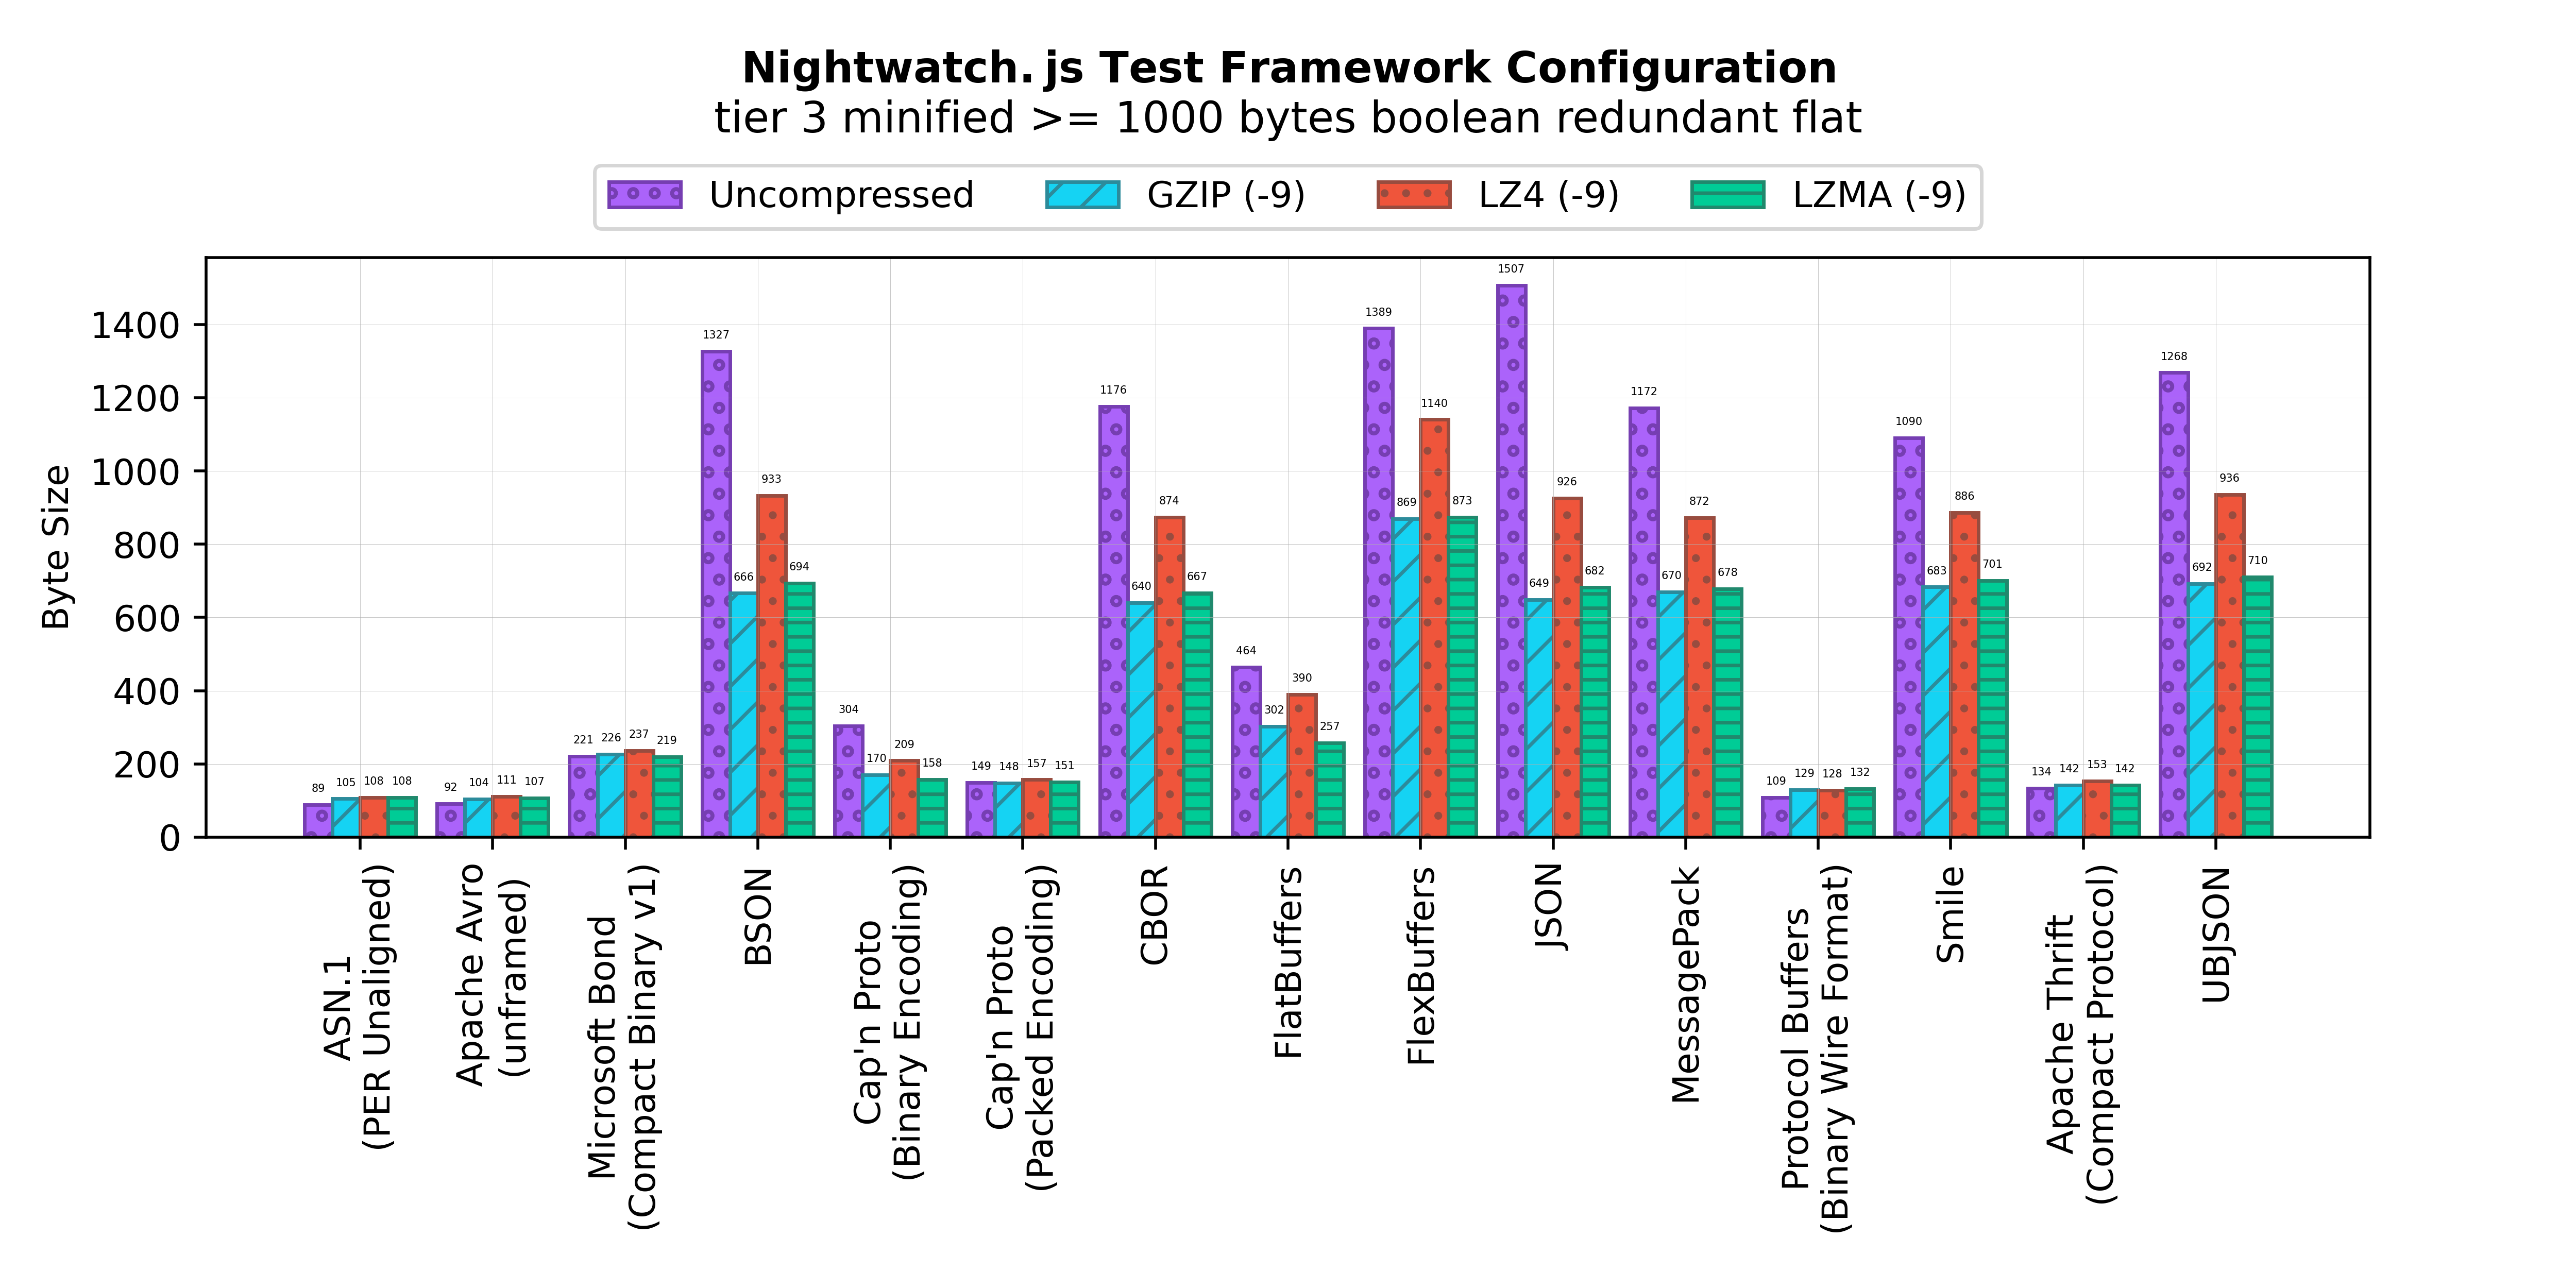 Nightwatch.js Test Framework Configuration
tier 3 minified >= 1000 bytes boolean redundant flat
Uncompressed
GZIP (-9)
LZ4 (-9)
LZMA (-9)
Byte Size
1400
1200
1000
800
600
400
200
0
89
105
108
108
92
104
111
107
221
226
237
219
1327
666
933
694
304
170
209
158
149
148
157
151
1176
640
874
667
464
302
390
257
1389
869
1140
873
1507
649
926
682
1172
670
872
678
109
129
128
132
1090
683
886
701
134
142
153
142
1268
692
936
710
ASN.1
(PER Unaligned)
Apache Avro
(unframed)
Microsoft Bond
(Compact Binary v1)
BSON
Cap'n Proto
(Binary Encoding)
Cap'n Proto
(Packed Encoding)
CBOR
FlatBuffers
FlexBuffers
JSON
MessagePack
Protocol Buffers
(Binary Wire Format)
Smile
Apache Thrift
(Compact Protocol)
UBJSON